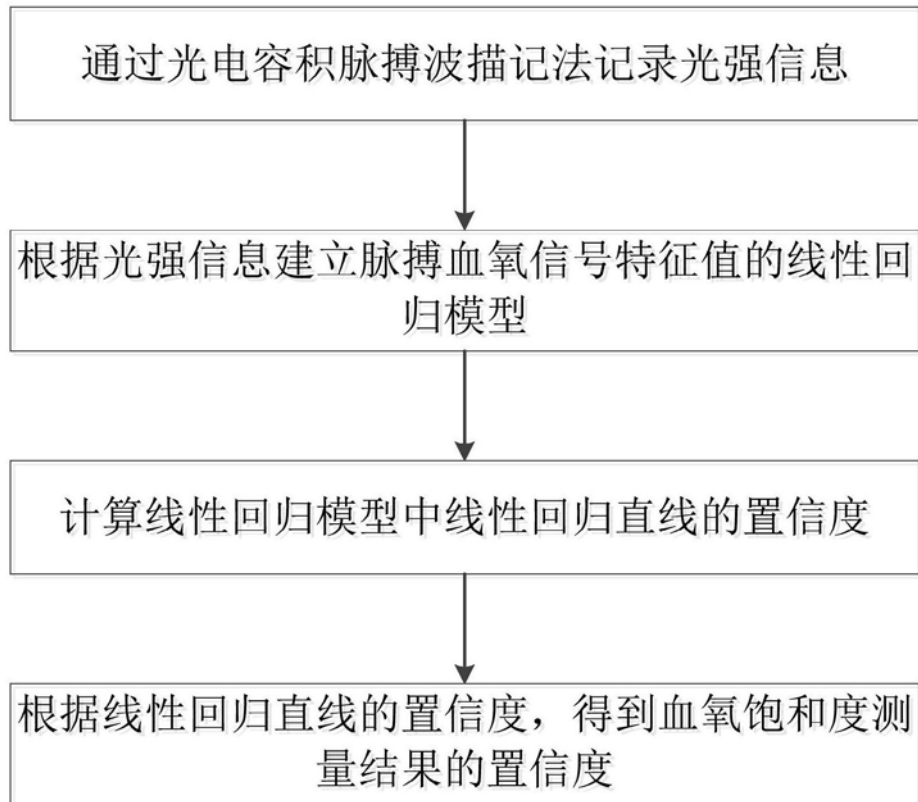 通过光电容积脉搏波描记法记录光强信息
根据光强信息建立脉搏血氧信号特征值的线性回
归模型
计算线性回归模型中线性回归直线的置信度
根据线性回归直线的置信度，得到血氧饱和度测
量结果的置信度